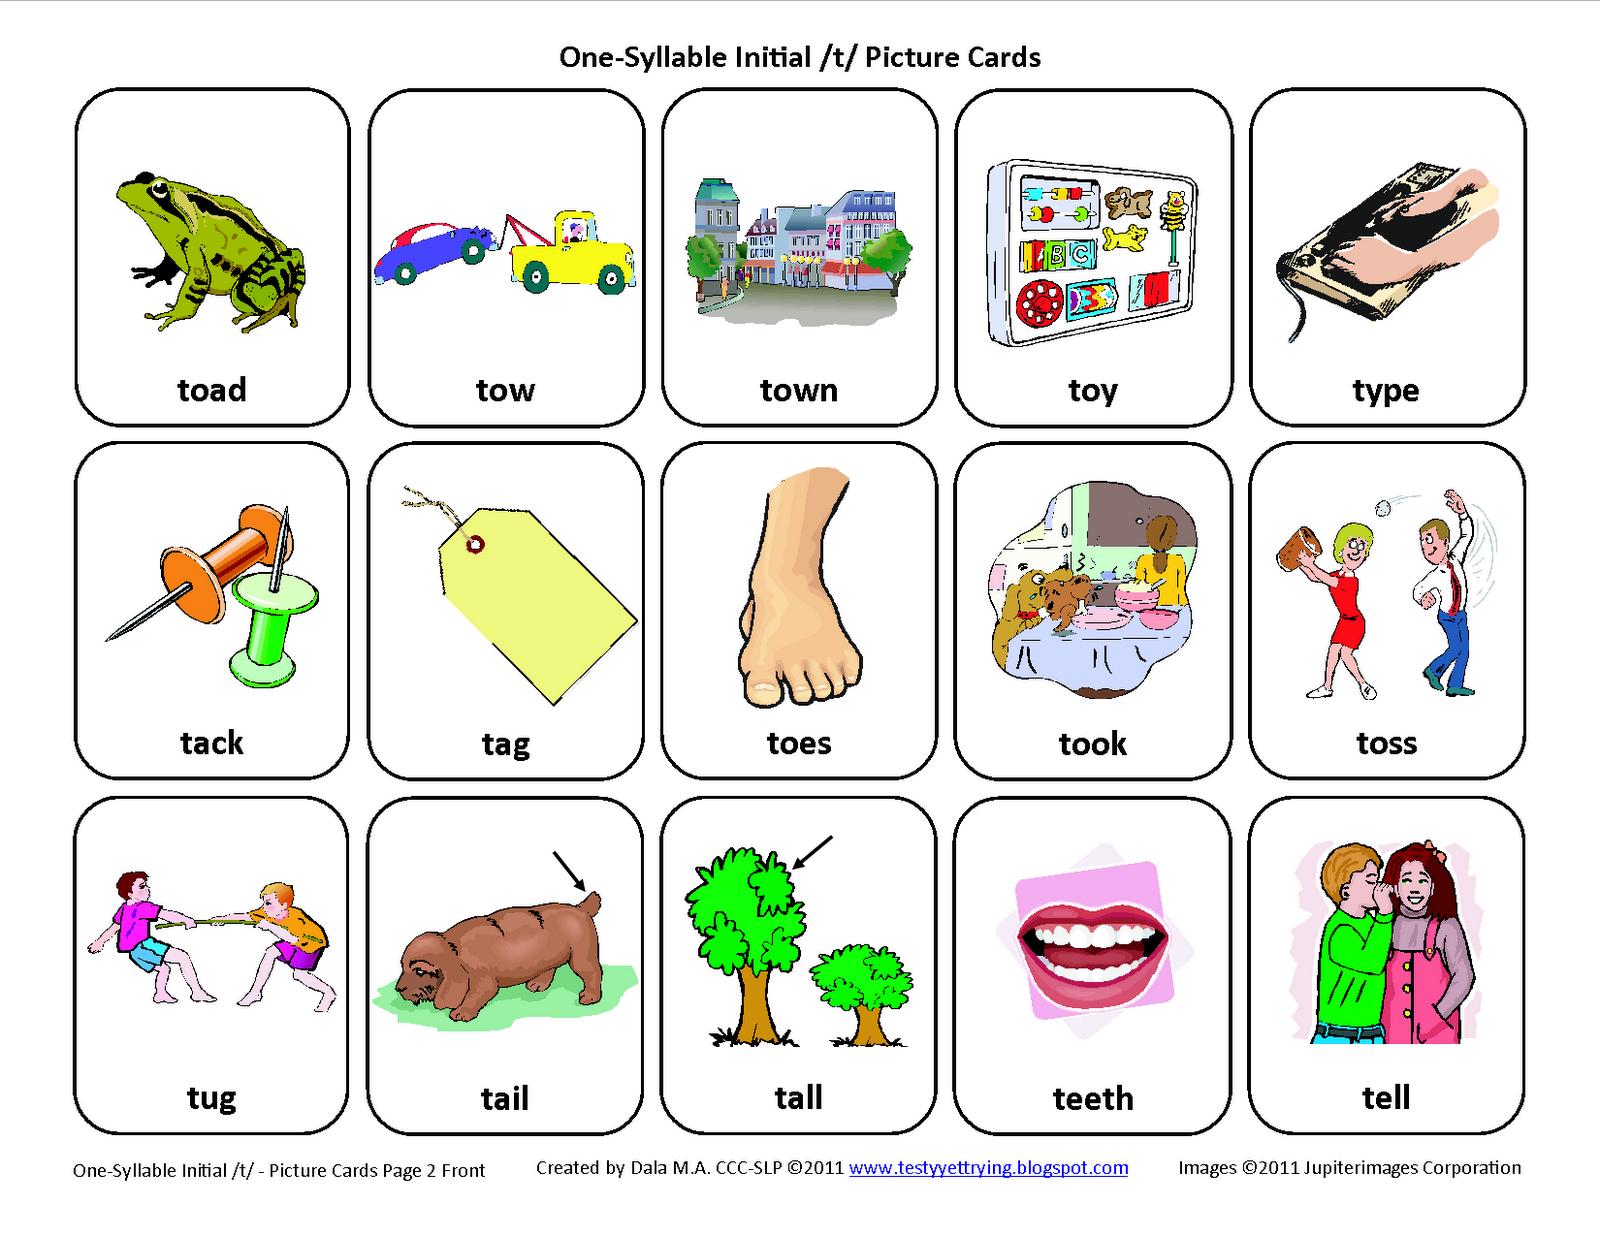 One-Syllable Initial /t/ Picture Cards
toad
tow
town
toy
type
A B C
tack
tag
toes
took
toss
tug
tail
tall
teeth
tell
One-Syllable Initial /t/ - Picture Cards Page 2 Front
Created by Dala M.A. CCC-SLP ©2011 www.testyyettrying.blogspot.com
Images ©2011 Jupiterimages Corporation